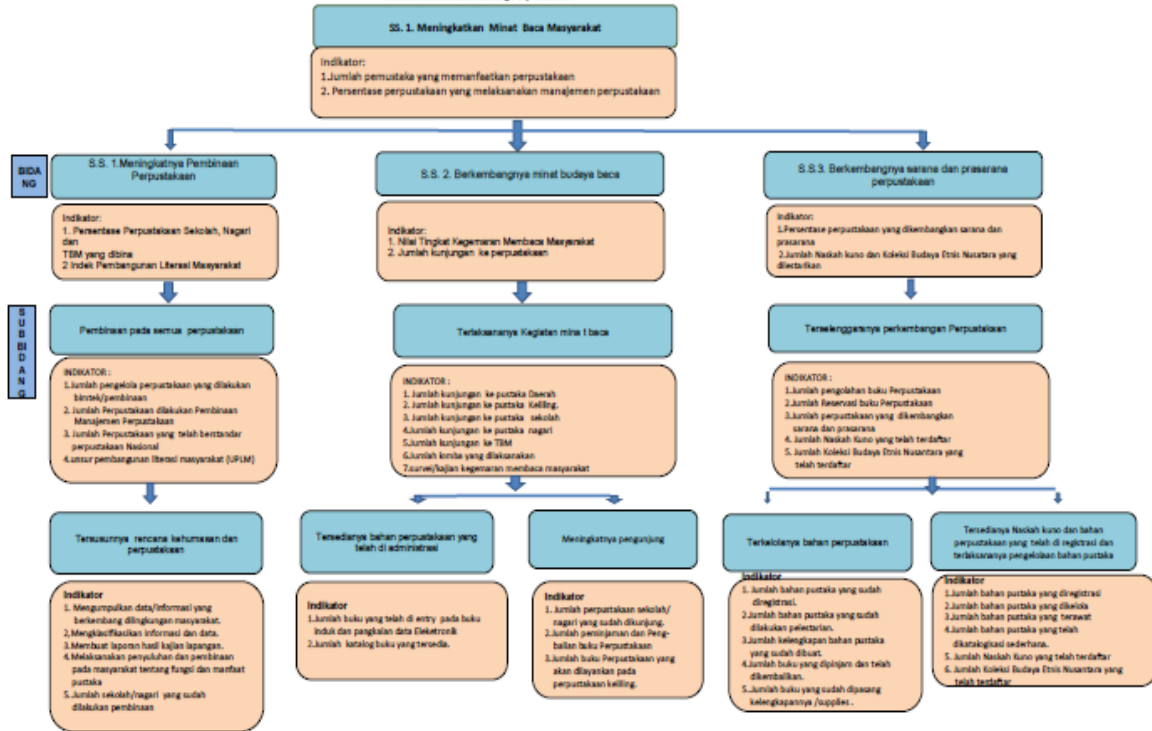 SS. 1. Meningkatkan Minat Baca Masyarakat
Indikator:
1.Jumlah pemustaka yang memanfaatkan perpustakaan
2. Persentase perpustakaan yang melaksanakan manajemen perpustakaan
BIDA
NG
S.S. 1.Meningkatnya Pembinaan
Perpustakaan
S.S. 2. Berkembangnya minat budaya baca
S.S.3. Berkembangnya sarana dan prasarana
perpustakaan
Indikator:
1. Persentase Perpustakaan Sekolah, Nagari
dan
TBM yang dibina
2 Indek Pembangunan Literasi Masyarakat
Indikator:
1. Nilai Tingkat Kegemaran Membaca Masyarakat
2. Jumlah kunjungan ke perpustakaan
Indikator:
1.Persentase perpustakaan yang dikembangkan sarana dan
prasarana
2.Jumlah Naskah kuno dan Koleksi Budaya Etnis Nusatara yang
dilestarikan
S
U
B
B
I
D
A
N
G
Pembinaan pada semua perpustakaan
Terlaksananya Kegiatan mina t baca
Terselenggaranya perkembangan Perpustakaan
INDIKATOR :
1.Jumlah pengelola perpustakaan yang dilakukan
bimtek/pembinaan
2. Jumlah Perpustakaan dilakukan Pembinaan
Manajemen Perpustakaan
3. Jumlah Perpustakaan yang telah berstandar
perpustakaan Nasional
4.unsur pembangunan literasi masyarakat (UPLM)
INDIKATOR :
1. Jumlah kunjungan ke pustaka Daerah
2. Jumlah kunjungan ke pustaka Keliling.
3. Jumlah kunjungan ke pustaka sekolah
4.Jumlah kunjungan ke pustaka nagari
5.Jumlah kunjungan ke TBM
6.Jumlah lomba yang dilaksanakan
7.survei/kajian kegemaran membaca masyarakat
INDIKATOR :
1.Jumlah pengolahan buku Perpustakaan
2. Jumlah Reservasi buku Perpustakaan
3.Jumlah perpustakaan yang dikembangkan
sarana dan prasarana
4. Jumlah Naskah Kuno yang telah terdaftar
5. Jumlah Koleksi Budaya Etnis Nusantara yang
telah terdaftar
Tersusunnya rencana kehumasan dan
perpustakaan
Tersedianya bahan perpustakaan yang
telah di administrasi
Meningkatnya pengunjung
Terkelolanya bahan perpustakaan
Tersedianya Naskah kuno dan bahan
perpustakaan yang telah di registrasi dan
terlaksananya pengelolaan bahan pustaka
Indikator
1. Mengumpulkan data/informasi yang
berkembang dilingkungan masyarakat.
2,Mengklasifikasikan informasi dan data.
3. Membuat laporan hasil kajian lapangan.
4.Melaksanakan penyuluhan dan pembinaan
pada masyarakat tentang fungsi dan manfaat
pustaka
5.Jumlah sekolah/nagari yang sudah
dilakukan pembinaan
Indikator
1.Jumlah buku yang telah di entry pada buku
induk dan pangkalan data Eleketronik
2.Jumlah katalog buku yang tersedia.
Indikator
1. Jumlah perpustakaan sekolah/
nagari yang sudah dikunjung.
2. Jumlah peminjaman dan Peng-
balian buku Perpustakaan
3.Jumlah buku Perpustakaan yang
akan dilayankan pada
perpustakaan keliling.
Indikator
1. Jumlah bahan pustaka yang sudah
diregistrasi.
2.Jumlah bahan pustaka yang sudah
dilakukan pelestarian.
3.Jumlah kelengkapan bahan pustaka
yang sudah dibuat.
4.Jumlah buku yang dipinjam dan telah
dikembalikan.
5.Jumlah buku yang sudah dipasang
kelengkapannya /supplies..
Indikator
1.Jumlah bahan pustaka yang diregistrasi
2.Jumlah bahan pustaka yang dikelola
3.Jumlah bahan pustaka yang terawat
4.Jumlah bahan pustaka yang telah
dikatalogisasi sederhana.
5. Jumlah Naskah Kuno yang telah terdaftar
6. Jumlah Koleksi Budaya Etnis Nusantara yang
telah terdaftar